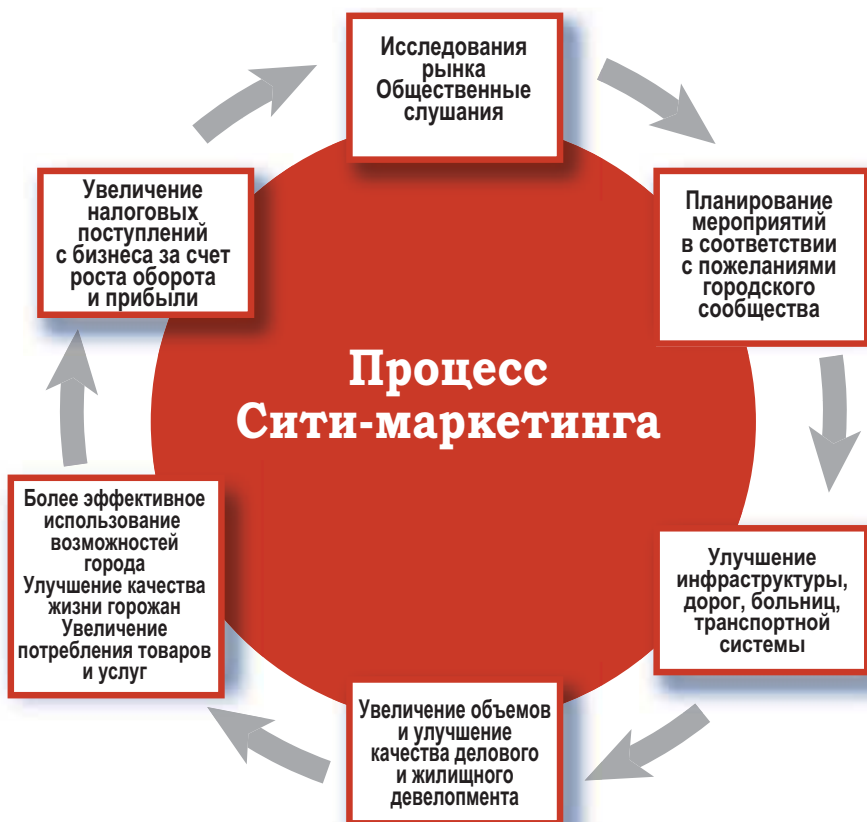 Исследования
рынка
Общественные
слушания
Планирование
мероприятий
в соответствии
с пожеланиями
городского
сообщества
Улучшение
инфраструктуры,
дорог, больниц,
транспортной
системы
Увеличение объемов
и улучшение
качества делового
и жилищного
девелопмента
Более эффективное
использование
возможностей
города
Улучшение качества
жизни горожан
Увеличение
потребления товаров
и услуг
Увеличение
налоговых
поступлений
с бизнеса за счет
роста оборота
и прибыли
Процесс
Сити-маркетинга